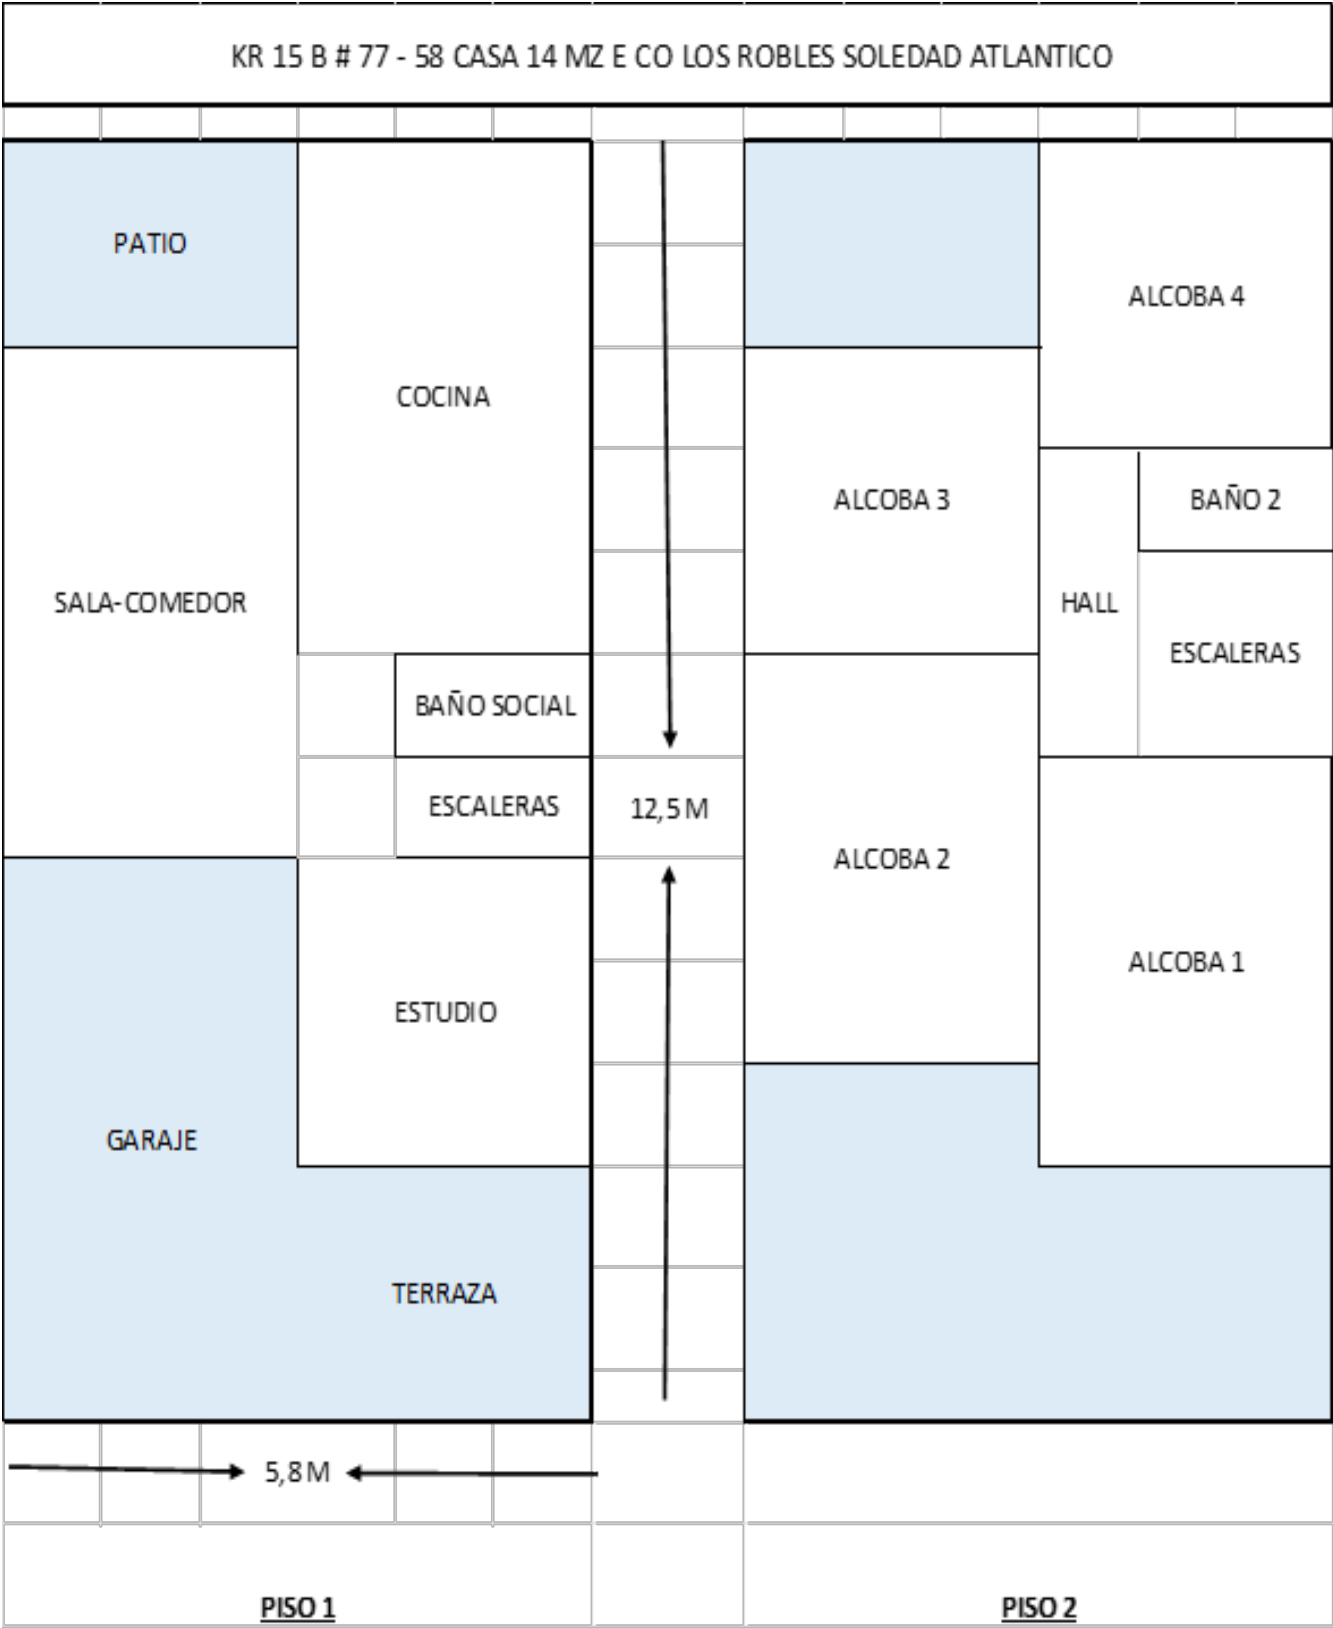 KR 15 B # 77 - 58 CASA 14 MZ E CO LOS ROBLES SOLEDAD ATLANTICO
PATIO
COCINA
SALA-COMEDOR
BAÑO SOCIAL
ESCALERAS
ESTUDIO
GARAJE
TERRAZA
12,5 M
5,8 M
PISO 1
ALCOBA 4
ALCOBA 3
BAÑO 2
HALL
ESCALERAS
ALCOBA 2
ALCOBA 1
PISO 2